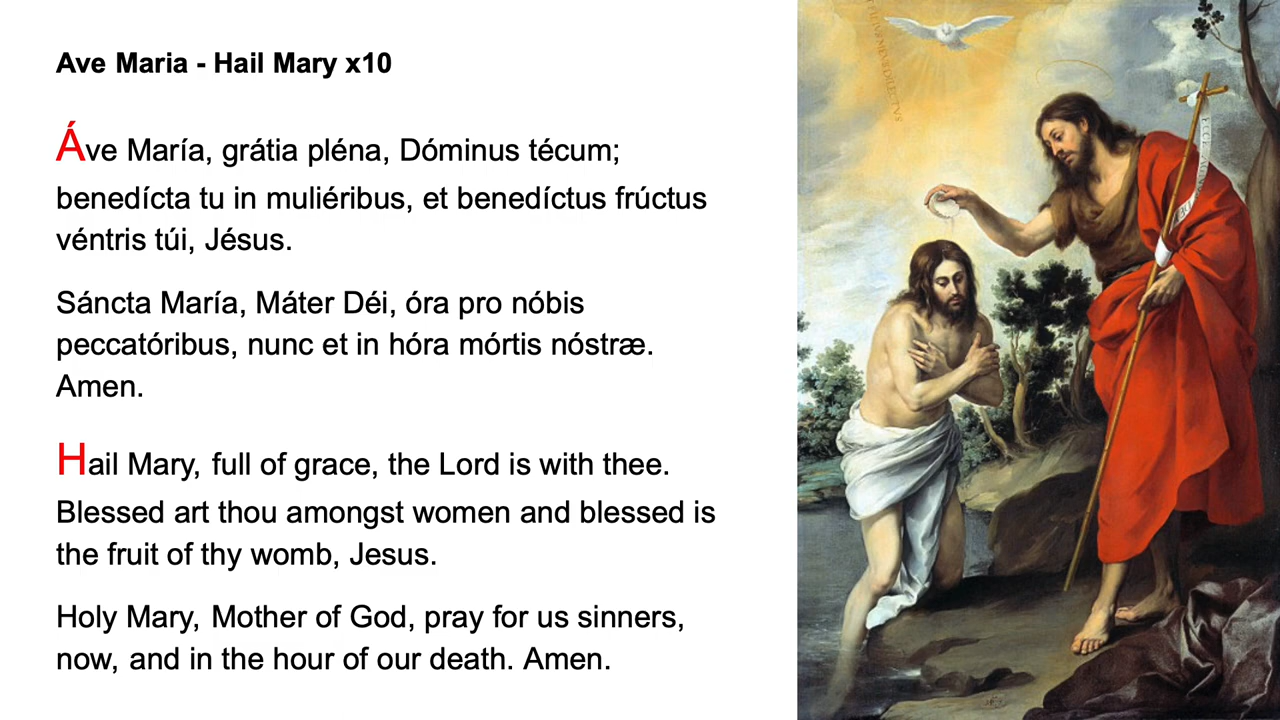 Ave Maria - Hail Mary x10
Áve María, grátia pléna, Dóminus técum;
benedícta tu in muliéribus, et benedíctus frúctus
véntris túi, Jésus.
Sáncta María, Máter Déi, óra pro nóbis
peccatóribus, nunc et in hóra mórtis nóstræ.
Amen.
Hail Mary, full of grace, the Lord is with thee.
Blessed art thou amongst women and blessed is
the fruit of thy womb, Jesus.
Holy Mary, Mother of God, pray for us sinners,
now, and in the hour of our death. Amen.